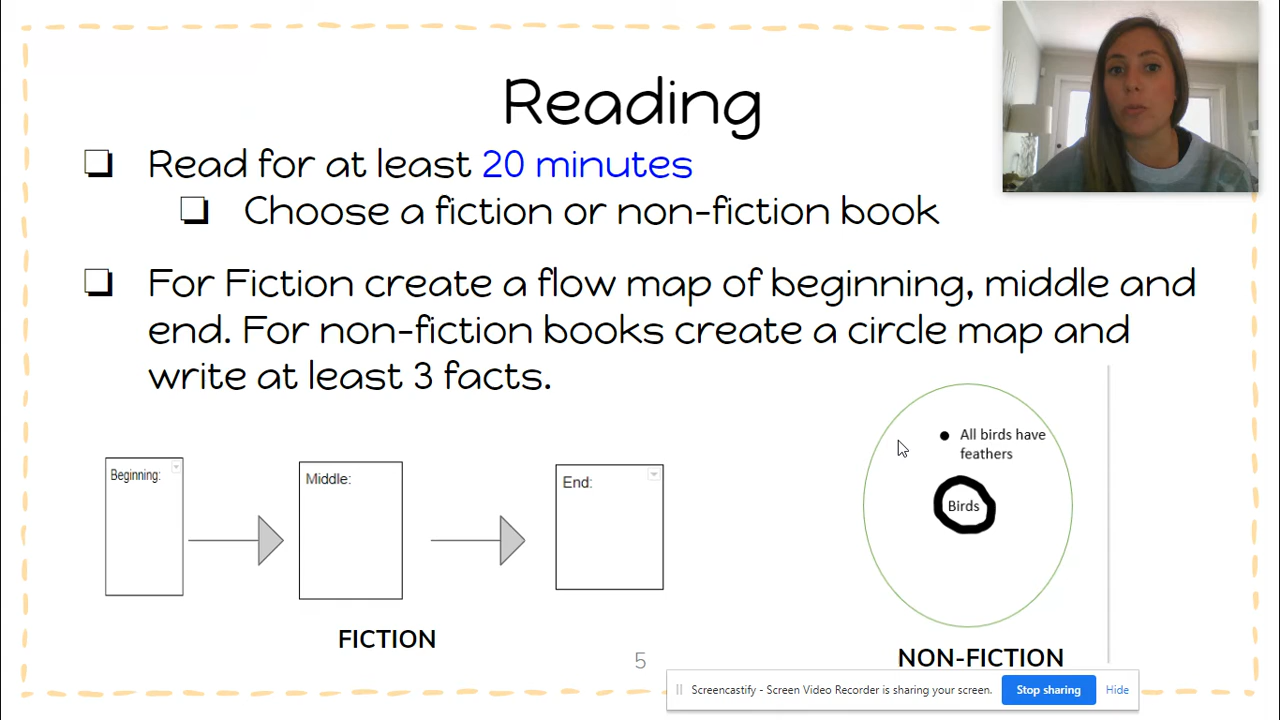 Reading
Read for at least 20 minutes
Choose a fiction or non-fiction book
For Fiction create a flow map of beginning, middle and
end. For non-fiction books create a circle map and
write at least 3 facts.
Beginning:
Middle:
End:
FICTION
All birds have
feathers
Birds
NON-FICTION
5
Screencastify - Screen Video Recorder is sharing your screen.
Stop sharing
Hide